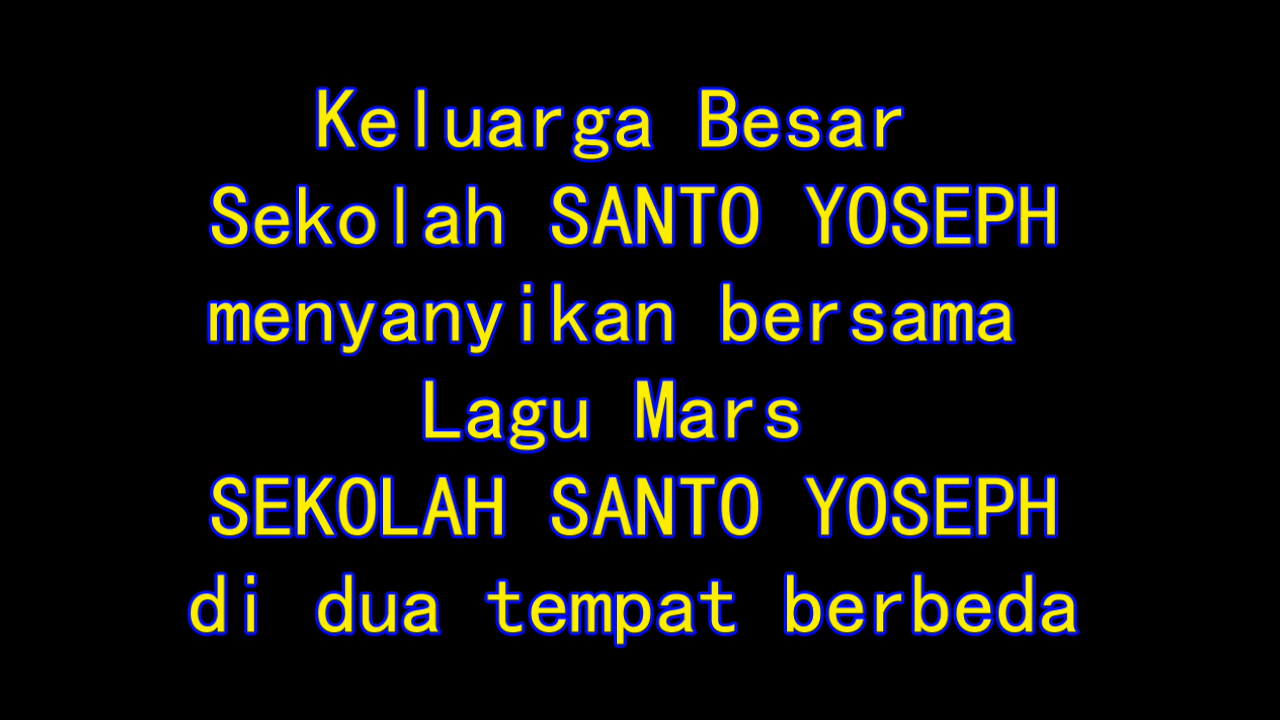 Keluarga Besar
Sekolah SANTO YOSEPH
menyanyikan bersama
Lagu Mars
SEKOLAH SANTO YOSEPH
di dua tempat berbeda